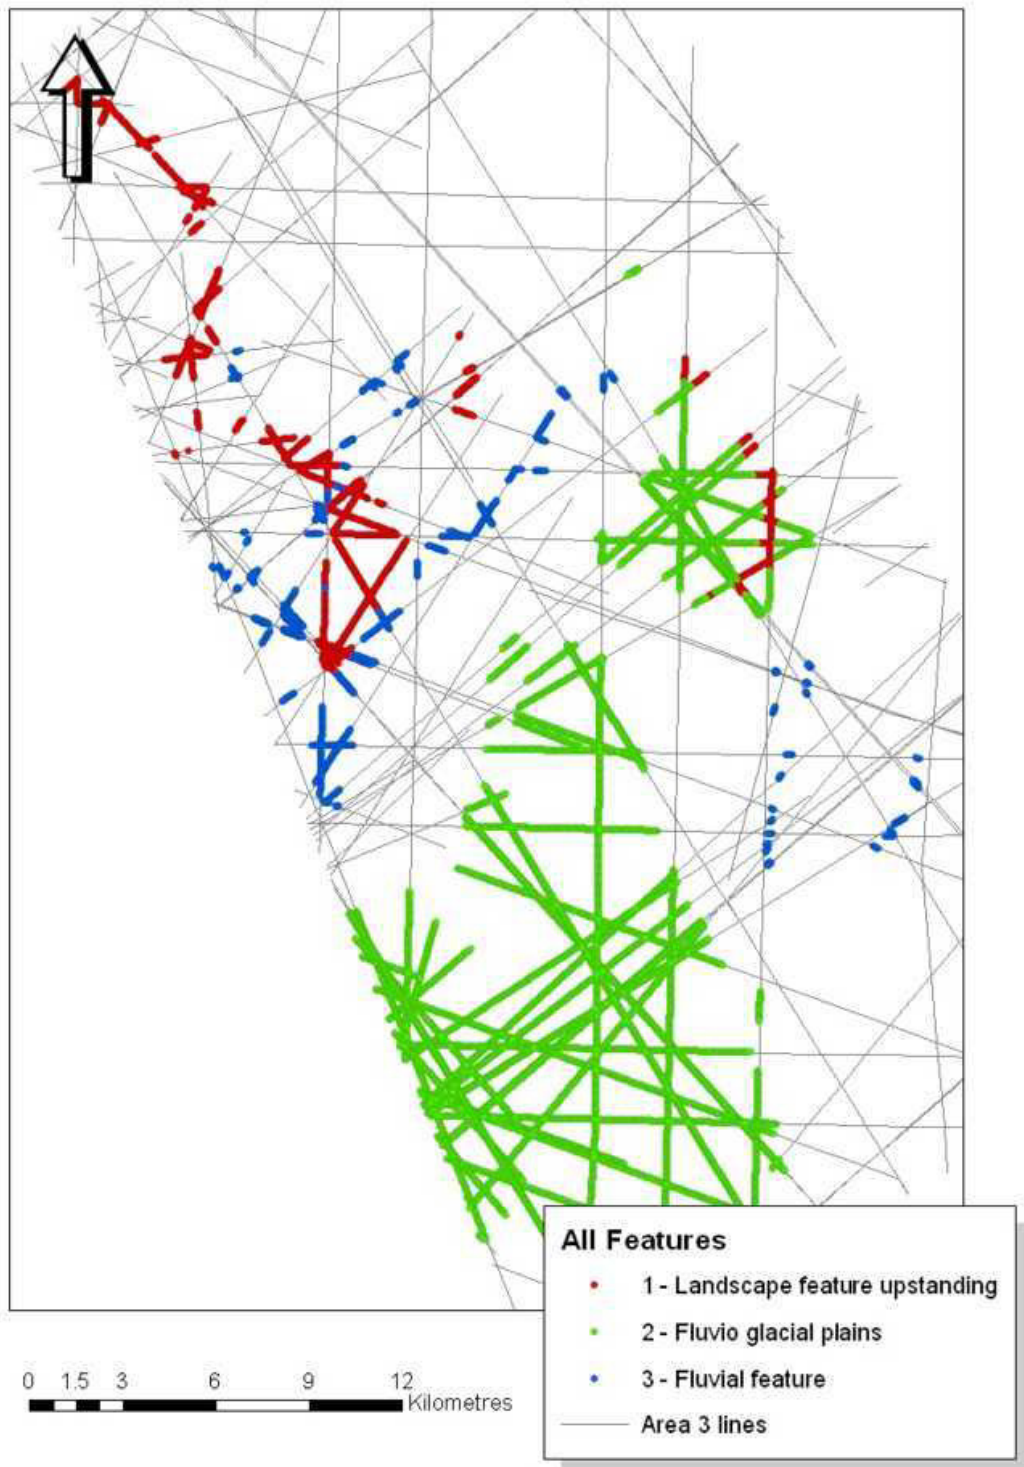 All Features
1 - Landscape feature upstanding
2 - Fluvio glacial plains
3 - Fluvial feature
Area 3 lines
0 1.5 3 6 9 12
Kilometres